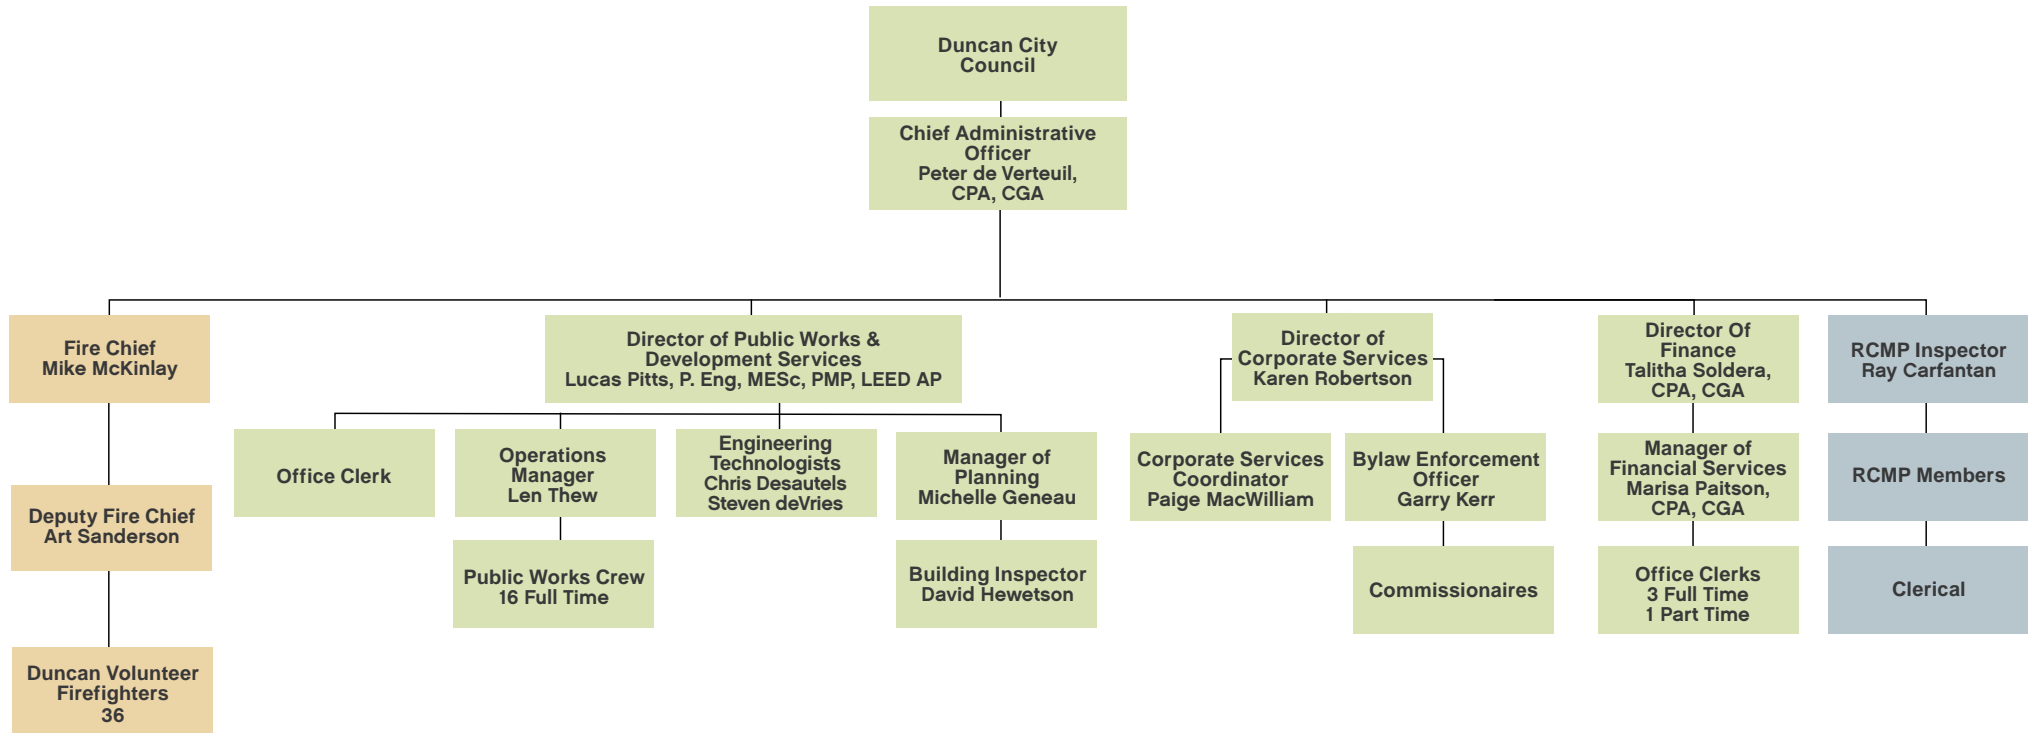 Duncan City
Council
Chief Administrative
Officer
Peter de Verteuil,
CPA, CGA
Fire Chief
Mike McKinlay
Director of Public Works &
Development Services
Lucas Pitts, P. Eng, MESc, PMP, LEED AP
Director of
Corporate Services
Karen Robertson
Director Of
Finance
Talitha Soldera,
CPA, CGA
RCMP Inspector
Ray Carfantan
Office Clerk
Operations
Manager
Len Thew
Engineering
Technologists
Chris Desautels
Steven deVries
Manager of
Planning
Michelle Geneau
Corporate Services
Coordinator
Paige MacWilliam
Bylaw Enforcement
Officer
Garry Kerr
Manager of
Financial Services
Marisa Paitson,
CPA, CGA
RCMP Members
Deputy Fire Chief
Art Sanderson
Public Works Crew
16 Full Time
Building Inspector
David Hewetson
Commissionaires
Office Clerks
3 Full Time
1 Part Time
Clerical
Duncan Volunteer
Firefighters
36